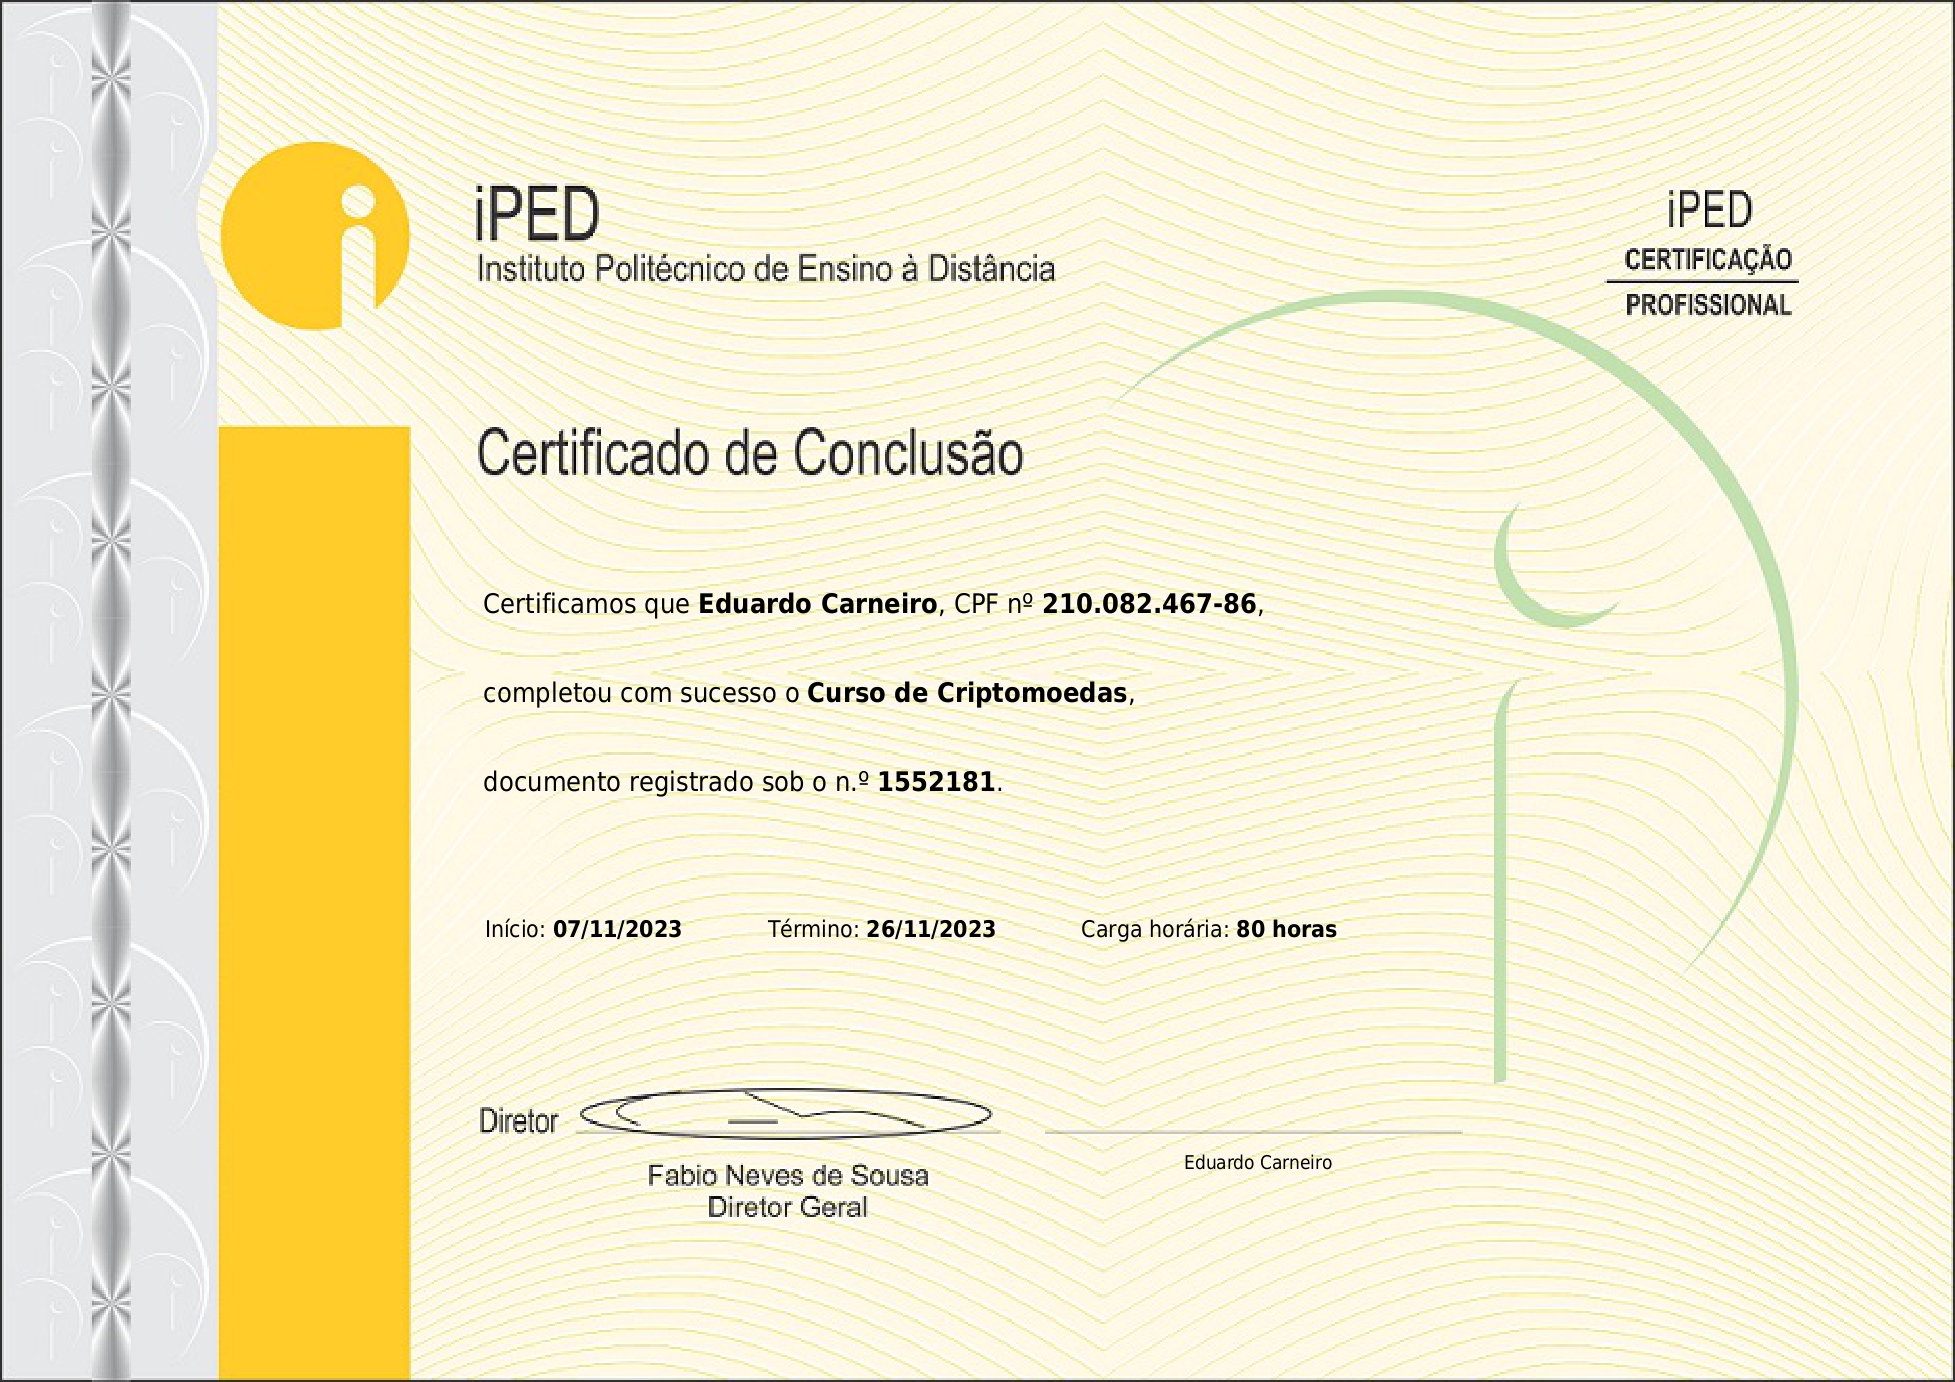 iPED
Instituto Politécnico de Ensino à Distância
iPED
CERTIFICAÇÃO
PROFISSIONAL
Certificado de Conclusão
Certificamos que Eduardo Carneiro, CPF nº 210.082.467-86,
completou com sucesso o Curso de Criptomoedas,
documento registrado sob o n.º 1552181.
Início: 07/11/2023 Término: 26/11/2023 Carga horária: 80 horas
Diretor
Fabio Neves de Sousa
Diretor Geral
Eduardo Carneiro